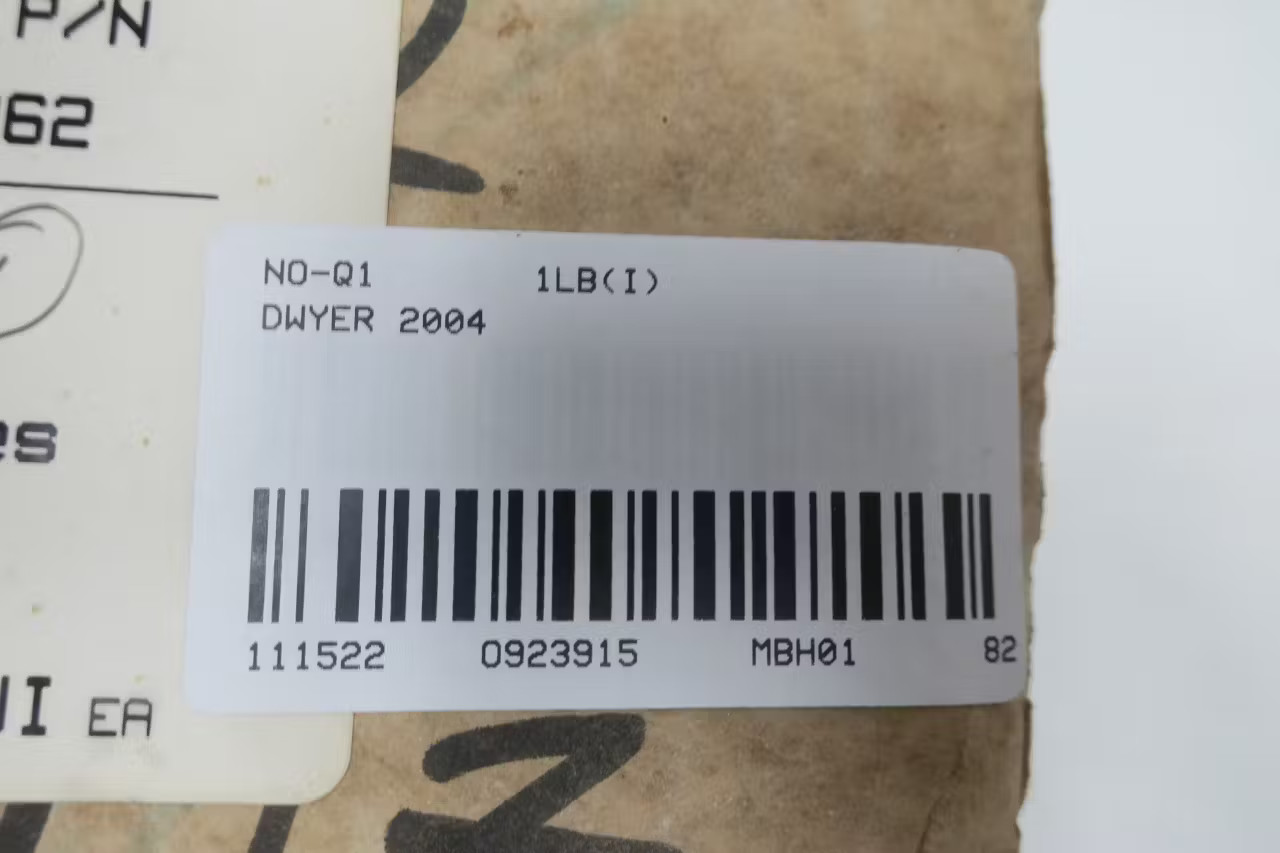 P/N
62
NO-Q1 1LB(I)
DWYER 2004
es
111522 0923915 MBH01 82
I EA